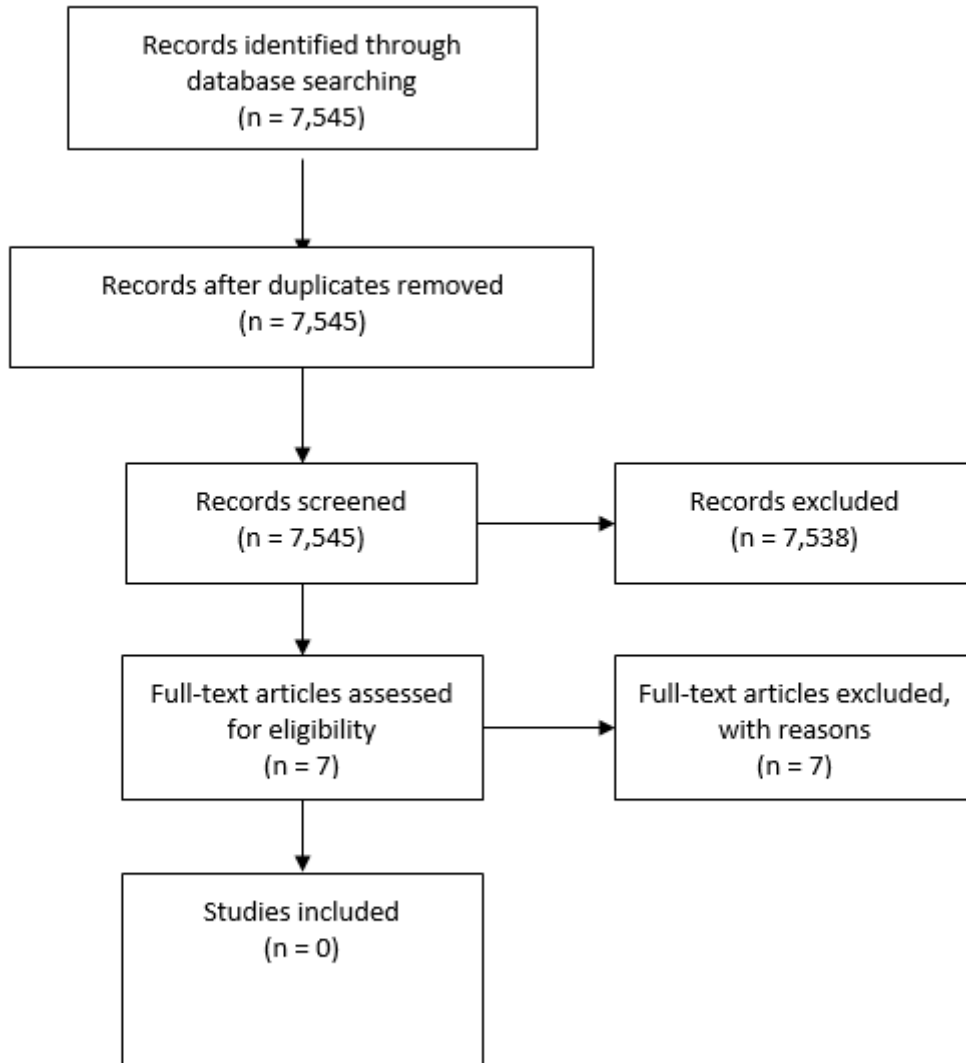 Records identified through
database searching
(n = 7,545)
Records after duplicates removed
(n = 7,545)
Records screened
(n = 7,545)
Records excluded
(n = 7,538)
Full-text articles assessed
for eligibility
(n = 7)
Full-text articles excluded,
with reasons
(n = 7)
Studies included
(n = 0)